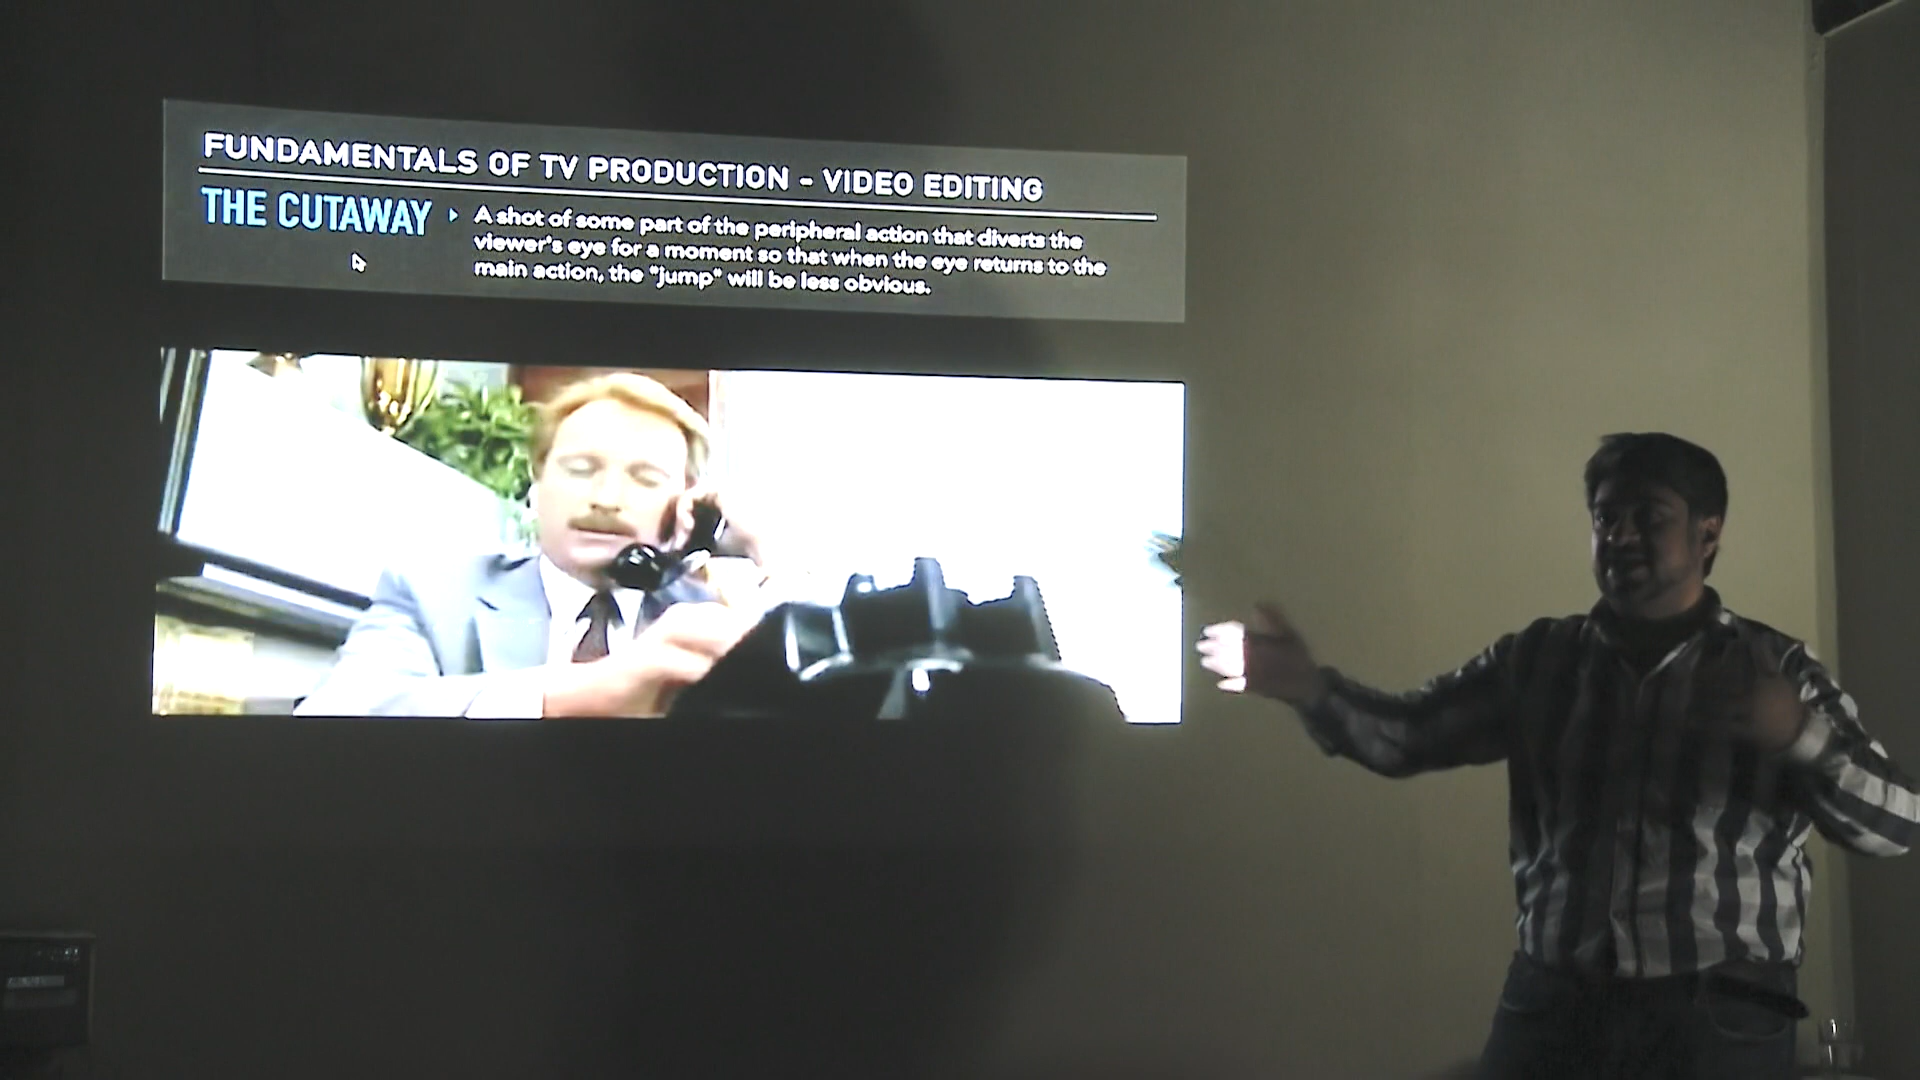 FUNDAMENTALS OF TV PRODUCTION - VIDEO EDITING
THE CUTAWAY
A shot of some part of the peripheral action that diverts the
viewer's eye for a moment so that when the eye returns to the
main action, the "jump" will be less obvious.